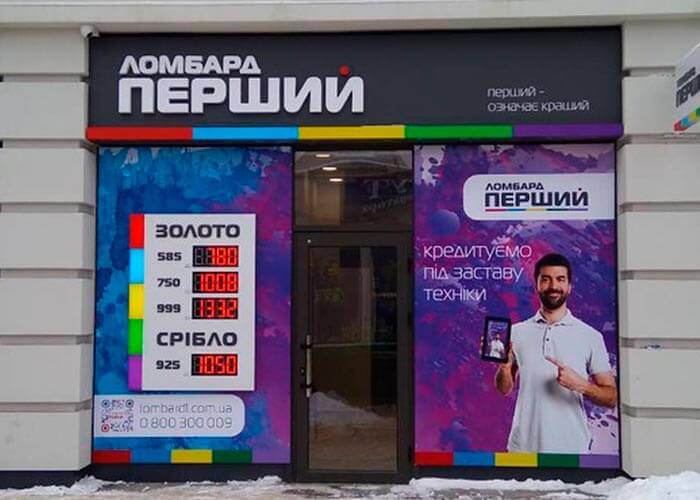 ЛОМБАРД
ПЕРШИЙ
перший -
означає кращий
ЗОЛОТО
585 780
750 1008
999 1332
СРІБЛО
925 1050
lombard1.com.ua
0 800 300 009
ЛОМБАРД
ПЕРШИЙ
кредитуємо
під заставу
техніки